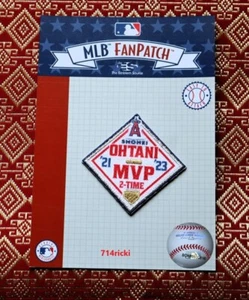 MLB FANPATCH
A
SHOHEI
OHTANI
'21 '23
MVP
2-TIME
714ricki